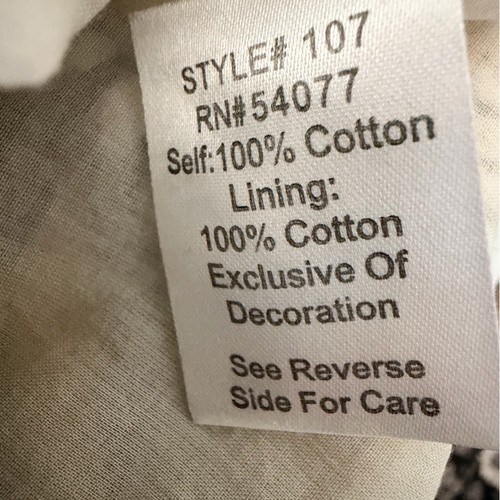 STYLE# 107
RN#54077
Self:100% Cotton
Lining:
100% Cotton
Exclusive Of
Decoration
See Reverse
Side For Care